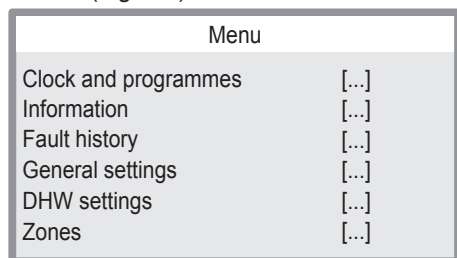 Menu
Clock and programmes [...]
Information [...]
Fault history [...]
General settings [...]
DHW settings [...]
Zones [...]